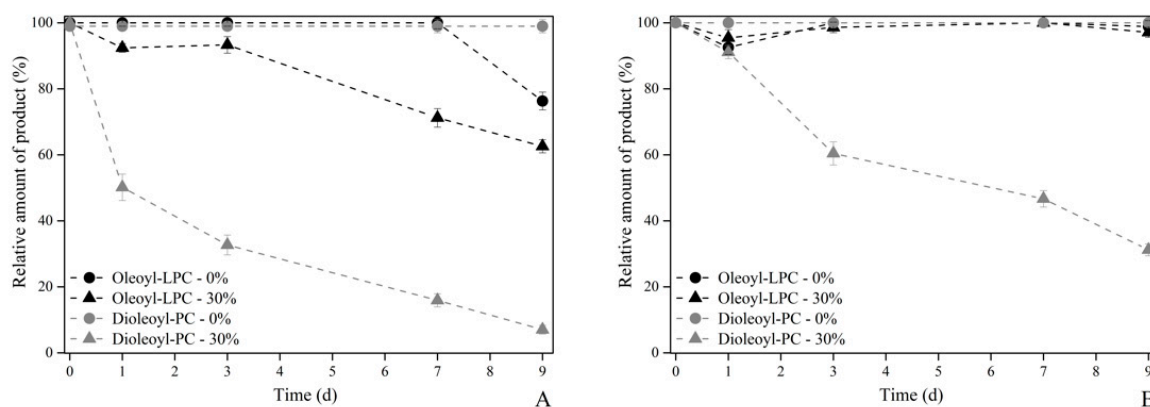 Relative amount of product (%)
100
80
60
40
20
0
Oleoyl-LPC - 0%
Oleoyl-LPC - 30%
Dioleoyl-PC - 0%
Dioleoyl-PC - 30%
0 1 2 3 4 5 6 7 8 9
Time (d)
A
Relative amount of product (%)
100
80
60
40
20
0
Oleoyl-LPC - 0%
Oleoyl-LPC - 30%
Dioleoyl-PC - 0%
Dioleoyl-PC - 30%
0 1 2 3 4 5 6 7 8 9
Time (d)